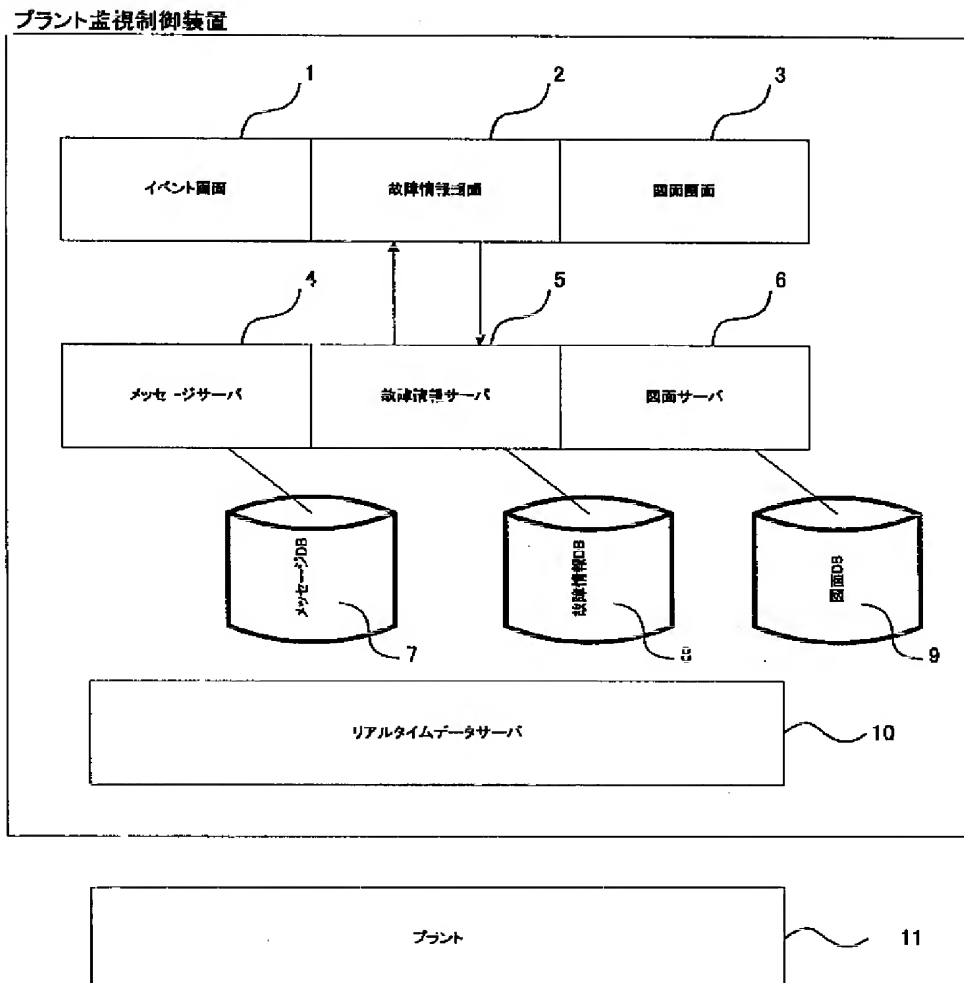 プラント監視制御装置
1
2
3
イベント画面
故障情報画面
図面画面
4
5
6
メッセージサーバ
故障情報サーバ
図面サーバ
メッセージDB
故障情報DB
図面DB
7
8
9
リアルタイムデータサーバ
10
プラント
11